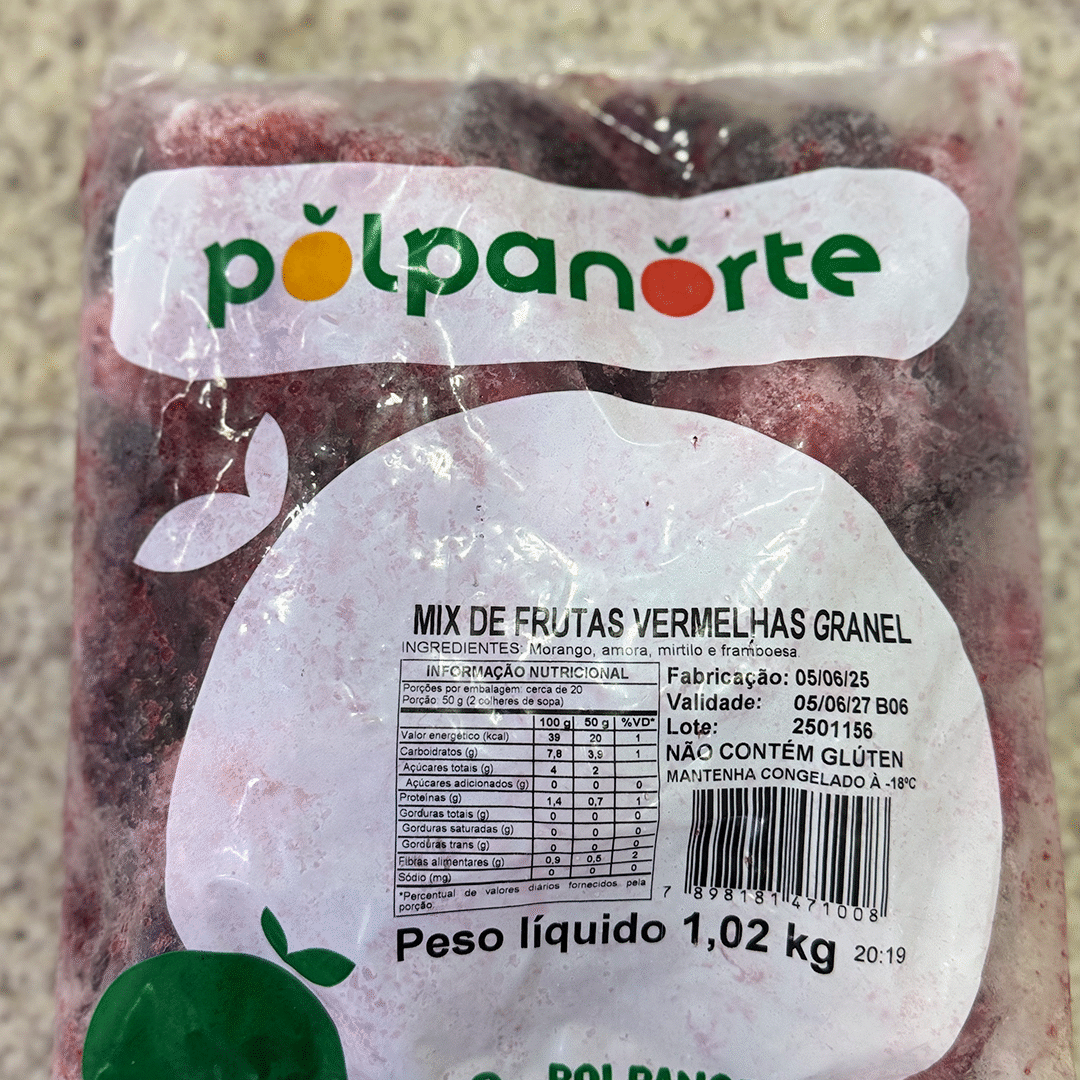 polpanorte
MIX DE FRUTAS VERMELHAS GRANEL
INGREDIENTES: Morango, amora, mirtilo e framboesa.
INFORMAÇÃO NUTRICIONAL
Porções por embalagem: cerca de 20
Porção: 50 g (2 colheres de sopa)
100 g 50 g %VD*
Valor energético (kcal) 39 20 1
Carboidratos (g) 7,8 3,9 1
Açúcares totais (g) 4 2
Açúcares adicionados (g) 0 0 0
Proteínas (g) 1,4 0,7 1
Gorduras totais (g) 0 0 0
Gorduras saturadas (g) 0 0 0
Gorduras trans (g) 0 0 0
Fibras alimentares (g) 0,9 0,5 2
Sódio (mg) 0 0 0
*Percentual de valores diários fornecidos pela
porção
Fabricação: 05/06/25
Validade: 05/06/27 B06
Lote: 2501156
NÃO CONTÉM GLÚTEN
MANTENHA CONGELADO À -18ºC
7 898181 471008
Peso líquido 1,02 kg 20:19